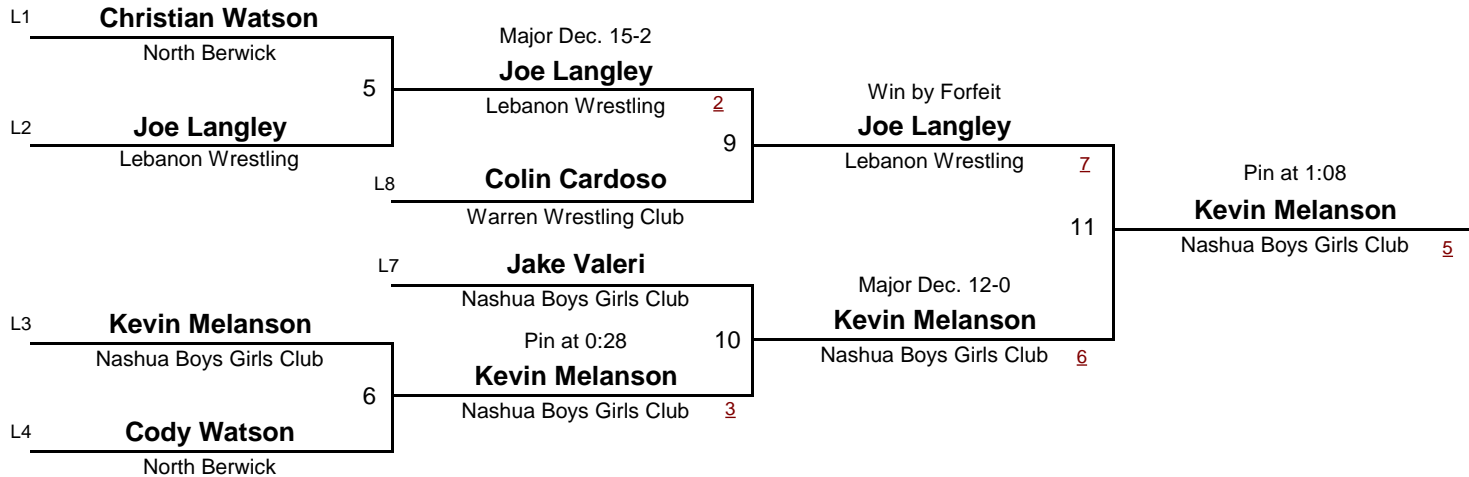 L1 Christian Watson
North Berwick
5
L2 Joe Langley
Lebanon Wrestling
Major Dec. 15-2
Joe Langley
Lebanon Wrestling 2
9
L8 Colin Cardoso
Warren Wrestling Club
Win by Forfeit
Joe Langley
Lebanon Wrestling 7
11
Pin at 1:08
Kevin Melanson
Nashua Boys Girls Club 5
L7 Jake Valeri
Nashua Boys Girls Club
10
L3 Kevin Melanson
Nashua Boys Girls Club
6
L4 Cody Watson
North Berwick
Pin at 0:28
Kevin Melanson
Nashua Boys Girls Club 3
Major Dec. 12-0
Kevin Melanson
Nashua Boys Girls Club 6